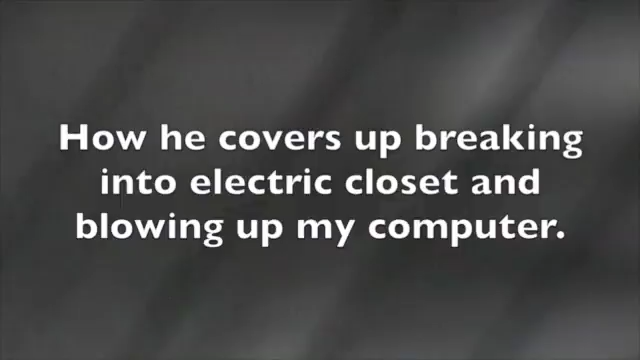 How he covers up breaking
into electric closet and
blowing up my computer.